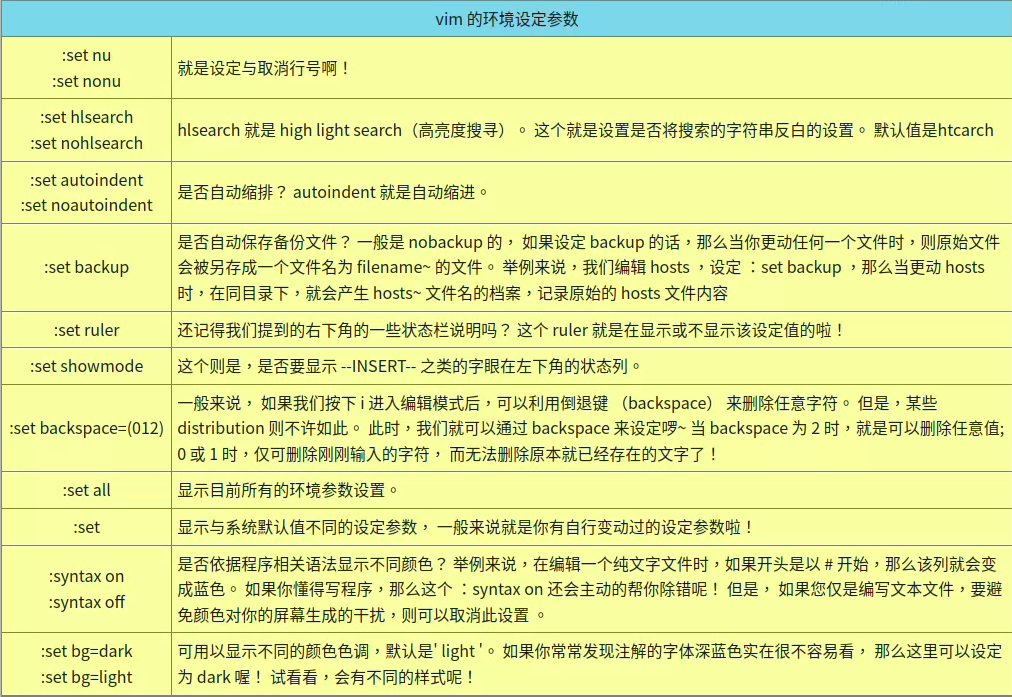 vim 的环境设定参数
:set nu
:set nonu
就是设定与取消行号啊！
:set hlsearch
:set nohlsearch
hlsearch 就是 high light search（高亮度搜寻）。 这个就是设置是否将搜索的字符串反白的设置。 默认值是htcarch
:set autoindent
:set noautoindent
是否自动缩排？ autoindent 就是自动缩进。
:set backup
是否自动保存备份文件？ 一般是 nobackup 的， 如果设定 backup 的话，那么当你更动任何一个文件时，则原始文件
会被另存成一个文件名为 filename~ 的文件。 举例来说，我们编辑 hosts ，设定 ：set backup ，那么当更动 hosts
时，在同目录下，就会产生 hosts~ 文件名的档案，记录原始的 hosts 文件内容
:set ruler
还记得我们提到的右下角的一些状态栏说明吗？ 这个 ruler 就是在显示或不显示该设定值的啦！
:set showmode
这个则是，是否要显示 --INSERT-- 之类的字眼在左下角的状态列。
:set backspace=(012)
一般来说， 如果我们按下 i 进入编辑模式后，可以利用倒退键 （backspace） 来删除任意字符。 但是，某些
distribution 则不许如此。 此时，我们就可以通过 backspace 来设定啰~ 当 backspace 为 2 时，就是可以删除任意值;
0 或 1 时，仅可删除刚刚输入的字符， 而无法删除原本就已经存在的文字了！
:set all
显示目前所有的环境参数设置。
:set
显示与系统默认值不同的设定参数， 一般来说就是你有自行变动过的设定参数啦！
:syntax on
:syntax off
是否依据程序相关语法显示不同颜色？ 举例来说，在编辑一个纯文字文件时，如果开头是以 # 开始，那么该列就会变
成蓝色。 如果你懂得写程序，那么这个 ：syntax on 还会主动的帮你除错呢！ 但是， 如果您仅是编写文本文件，要避
免颜色对你的屏幕生成的干扰，则可以取消此设置 。
:set bg=dark
:set bg=light
可用以显示不同的颜色色调，默认是' light '。 如果你常常发现注解的字体深蓝色实在很不容易看， 那么这里可以设定
为 dark 喔！ 试看看，会有不同的样式呢！